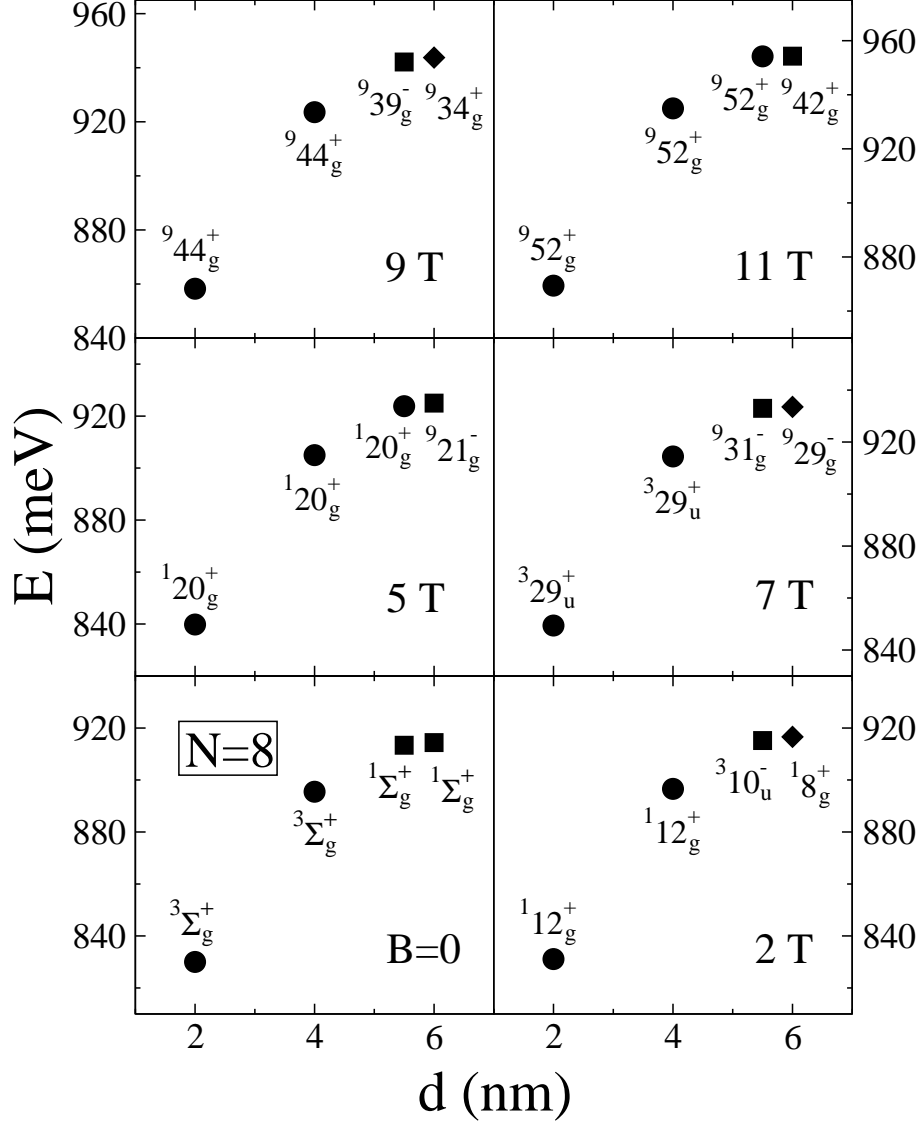 960
920
880
840
⁹44⁺g
⁹44⁺g
⁹39⁻g
⁹34⁺g
9 T
960
920
880
⁹52⁺g
⁹52⁺g
⁹52⁺g
⁹42⁺g
11 T
E (meV)
920
880
840
¹20⁺g
¹20⁺g
¹20⁺g
⁹21⁻g
5 T
920
880
840
³29⁺u
³29⁺u
⁹31⁻g
⁹29⁻g
7 T
920
880
840
N=8
³Σ⁺g
³Σ⁺g
¹Σ⁺g
¹Σ⁺g
B=0
920
880
840
¹12⁺g
¹12⁺g
³10⁻u
¹8⁺g
2 T
2 4 6 2 4 6
d (nm)